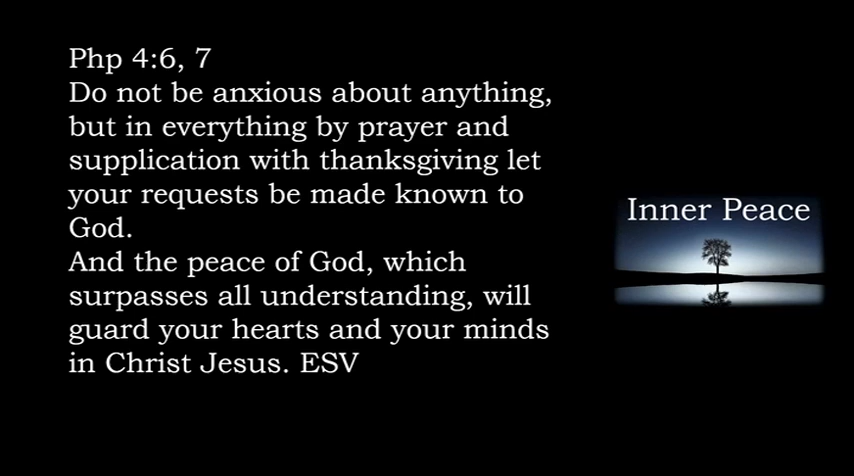 Php 4:6, 7
Do not be anxious about anything,
but in everything by prayer and
supplication with thanksgiving let
your requests be made known to
God.
And the peace of God, which
surpasses all understanding, will
guard your hearts and your minds
in Christ Jesus. ESV
Inner Peace